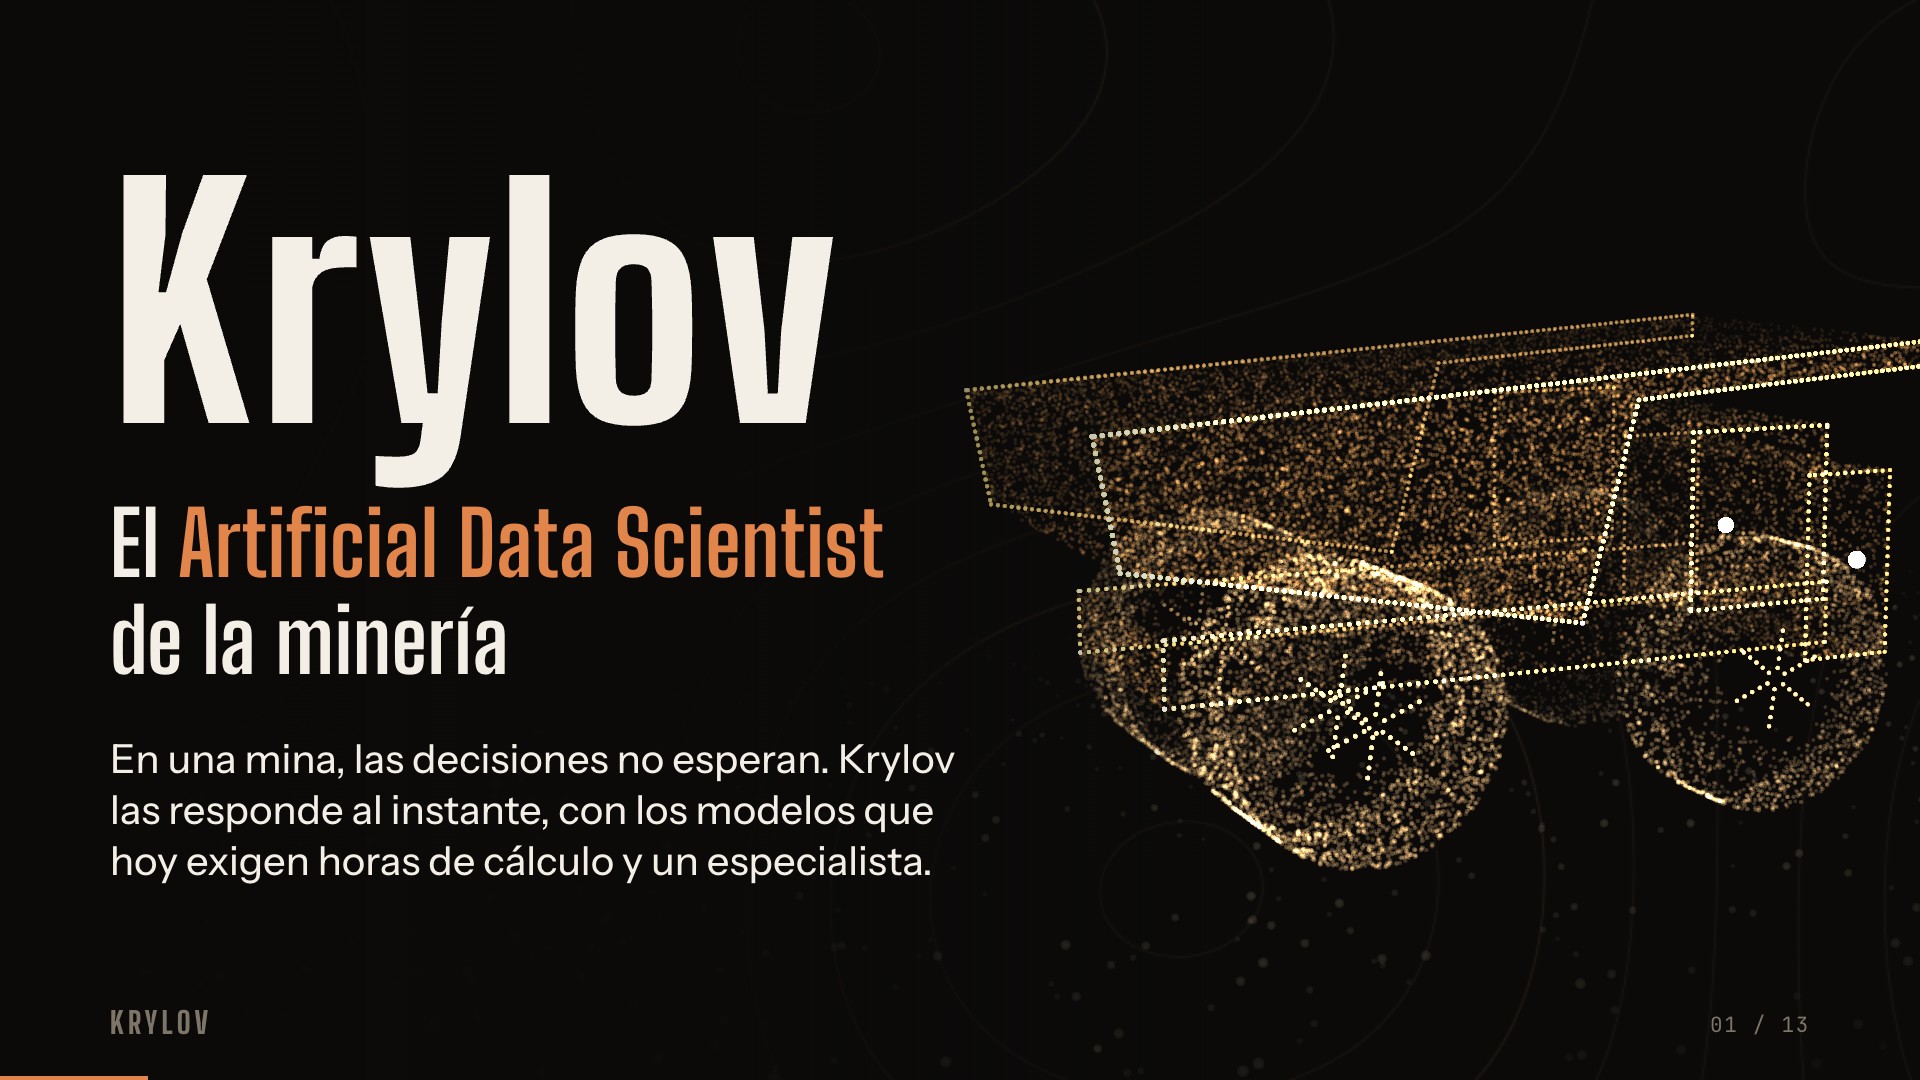 Krylov
El Artificial Data Scientist
de la minería
En una mina, las decisiones no esperan. Krylov
las responde al instante, con los modelos que
hoy exigen horas de cálculo y un especialista.
KRYLOV
01 / 13